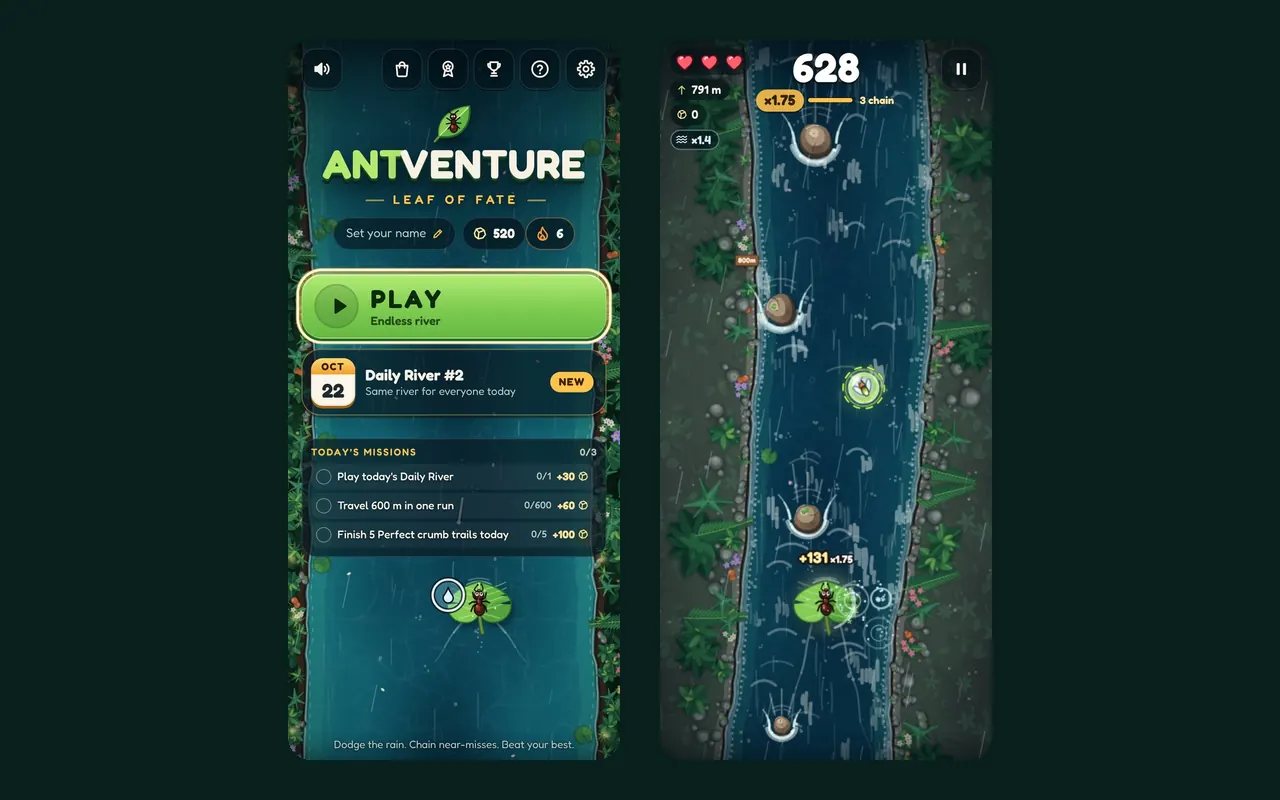 ANTVENTURE
LEAF OF FATE
Set your name
520
6
PLAY
Endless river
OCT
22
Daily River #2
Same river for everyone today
NEW
TODAY'S MISSIONS
0/3
Play today's Daily River
0/1 +30
Travel 600 m in one run
0/600 +60
Finish 5 Perfect crumb trails today
0/5 +100
Dodge the rain. Chain near-misses. Beat your best.
628
791 m
x1.75
3 chain
0
x1.4
800m
+131 x1.75